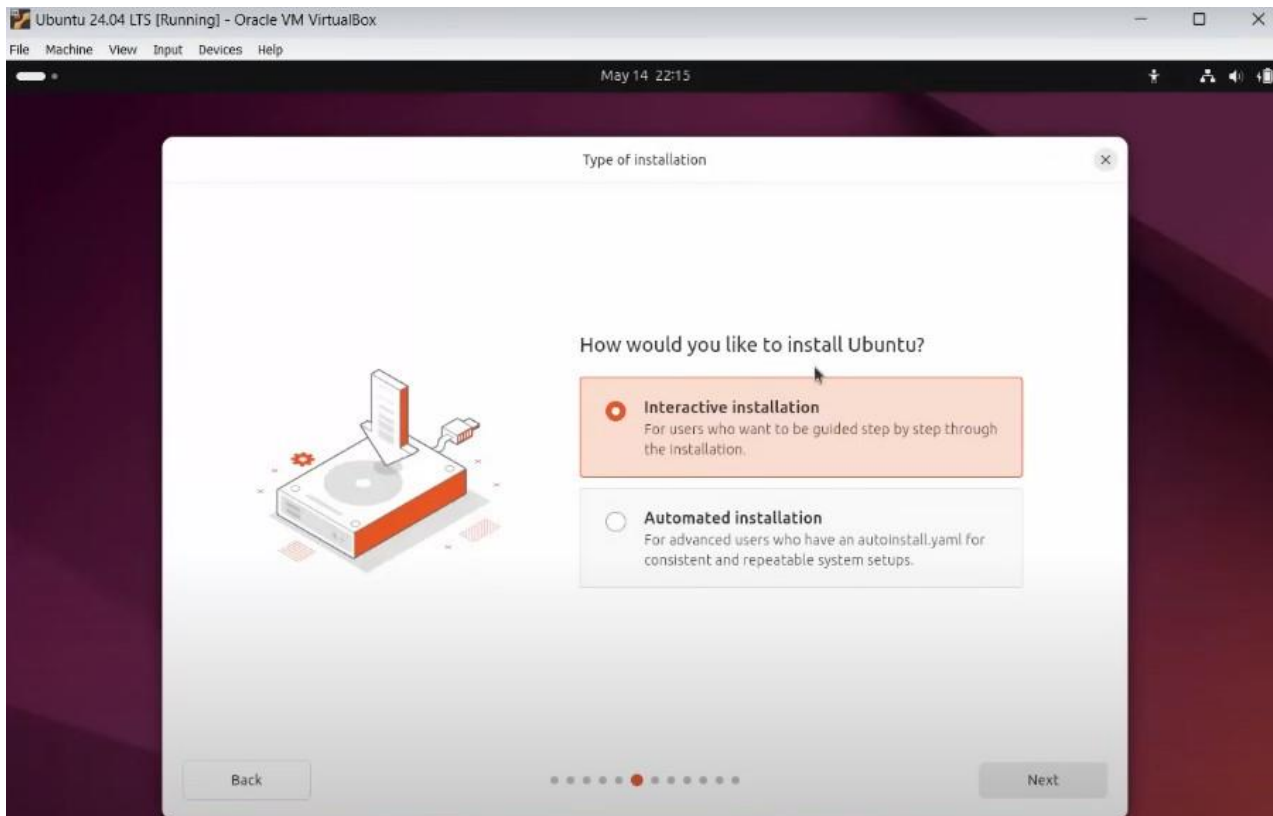 Ubuntu 24.04 LTS [Running] - Oracle VM VirtualBox
File Machine View Input Devices Help
May 14 22:15
Type of installation
How would you like to install Ubuntu?
Interactive installation
For users who want to be guided step by step through
the installation.
Automated installation
For advanced users who have an autoinstall.yaml for
consistent and repeatable system setups.
Back
Next